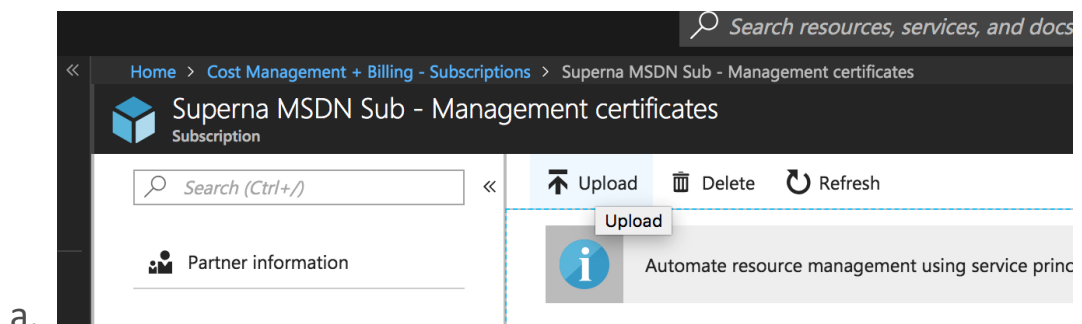 Search resources, services, and docs
« Home > Cost Management + Billing - Subscriptions > Superna MSDN Sub - Management certificates
Superna MSDN Sub - Management certificates
Subscription
Search (Ctrl+/) « Upload Delete Refresh
Upload
Partner information
Automate resource management using service princ
a.